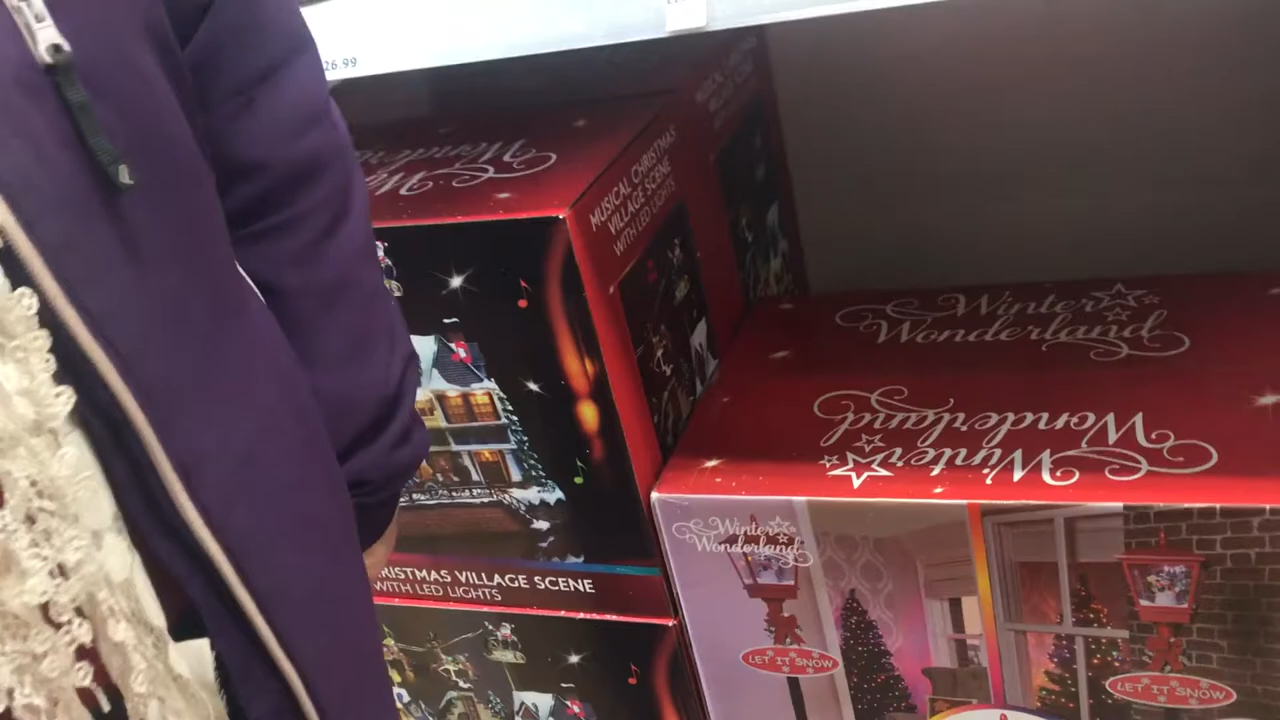 26.99
Winter
Wonderland
MUSICAL CHRISTMAS
VILLAGE SCENE
WITH LED LIGHTS
Winter
Wonderland
Winter
Wonderland
RISTMAS VILLAGE SCENE
WITH LED LIGHTS
Winter
Wonderland
LET IT SNOW
LET IT SNOW